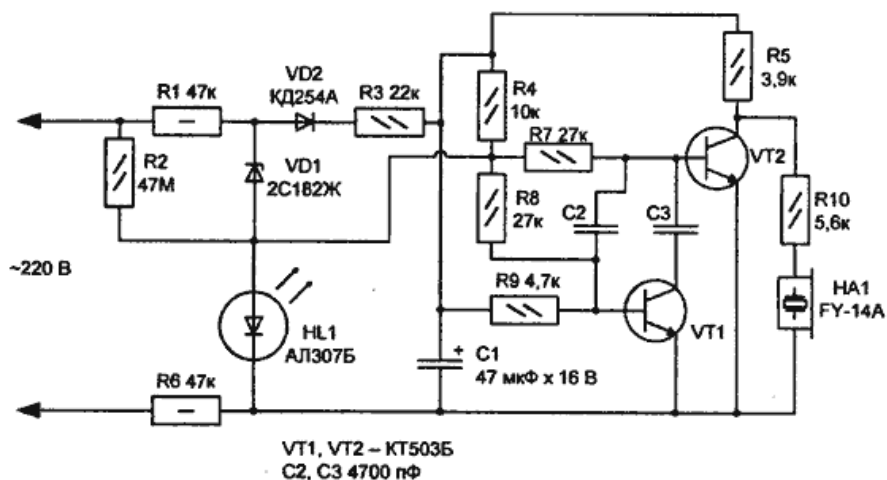 R1 47к
VD2
КД254А
R3 22к
R4
10к
R5
3,9к
R2
47М
VD1
2С182Ж
R7 27к
VT2
R8
27к
C2
C3
R10
5,6к
~220 В
HL1
АЛ307Б
R9 4,7к
VT1
HA1
FY-14A
R6 47к
+
C1
47 мкФ х 16 В
VT1, VT2 – КТ503Б
C2, C3 4700 пФ